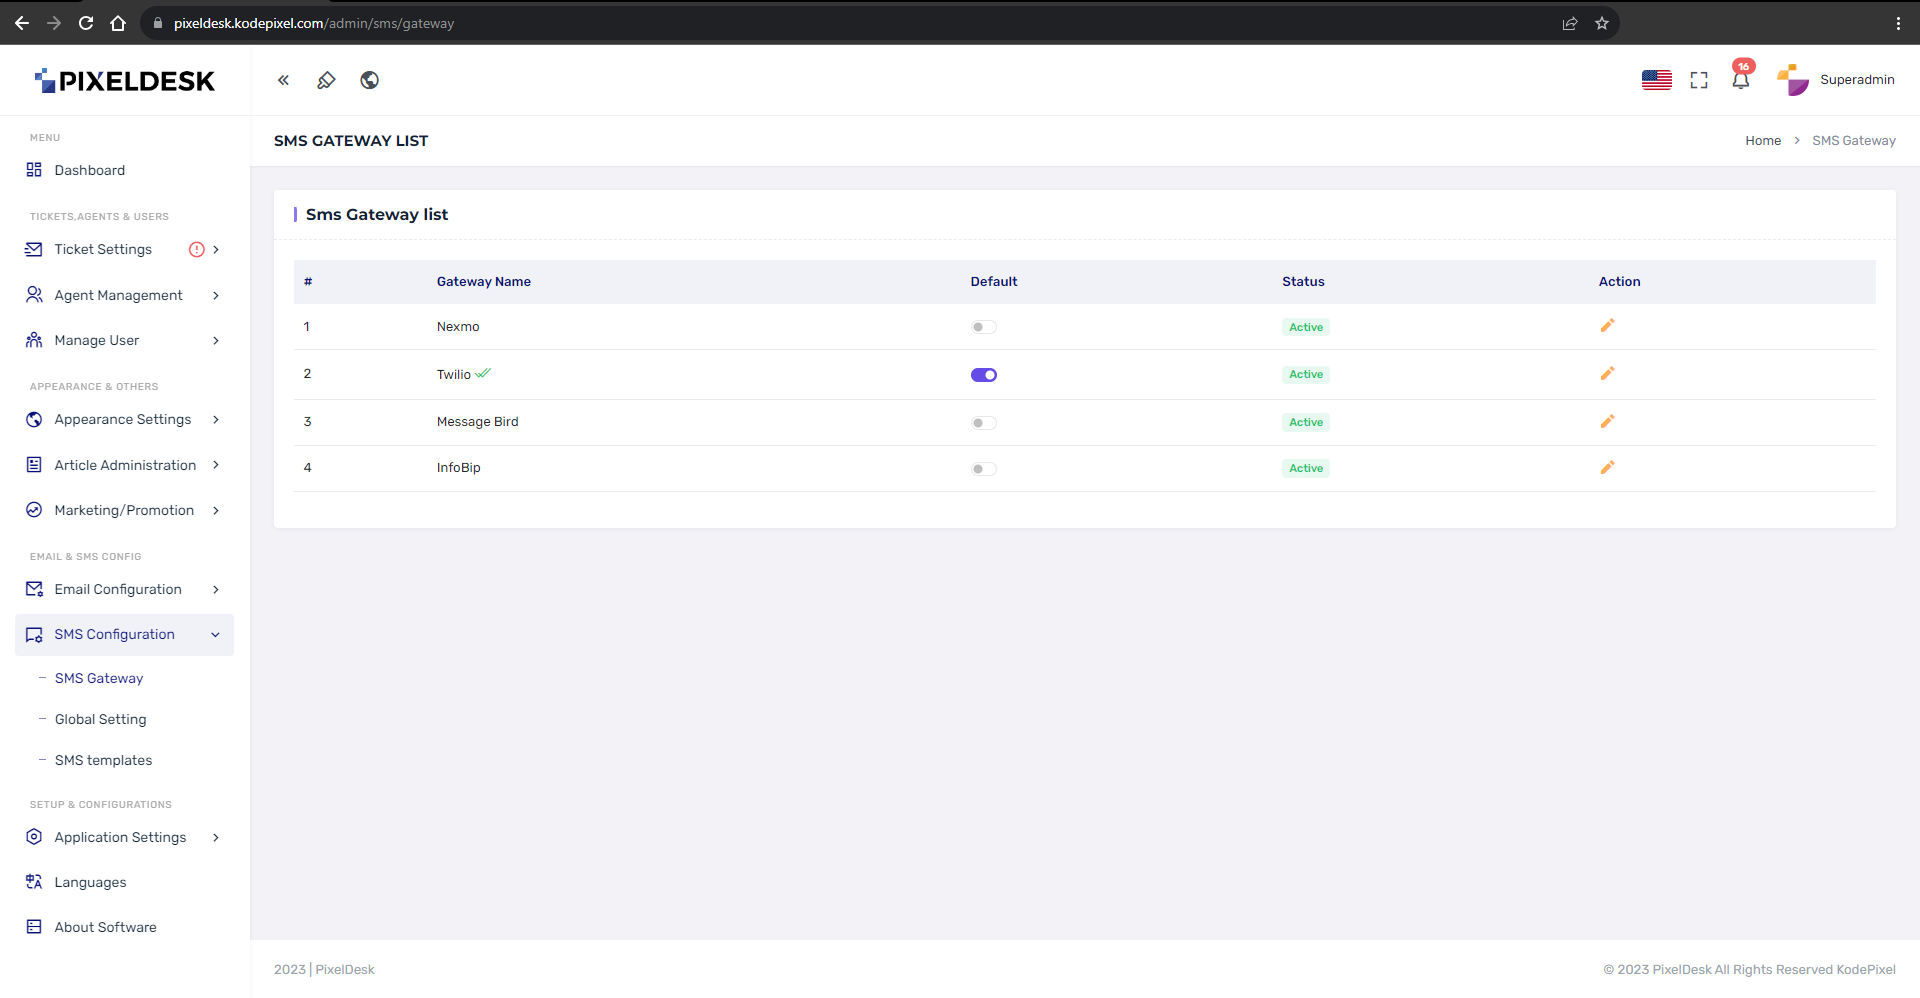 pixeldesk.kodepixel.com/admin/sms/gateway
PIXELDESK
16
Superadmin
MENU
SMS GATEWAY LIST
Home > SMS Gateway
Dashboard
TICKETS,AGENTS & USERS
Ticket Settings
Agent Management
Manage User
APPEARANCE & OTHERS
Appearance Settings
Article Administration
Marketing/Promotion
EMAIL & SMS CONFIG
Email Configuration
SMS Configuration
– SMS Gateway
– Global Setting
– SMS templates
SETUP & CONFIGURATIONS
Application Settings
Languages
About Software
Sms Gateway list
# Gateway Name Default Status Action
1 Nexmo Active
2 Twilio Active
3 Message Bird Active
4 InfoBip Active
2023 | PixelDesk
© 2023 PixelDesk All Rights Reserved KodePixel